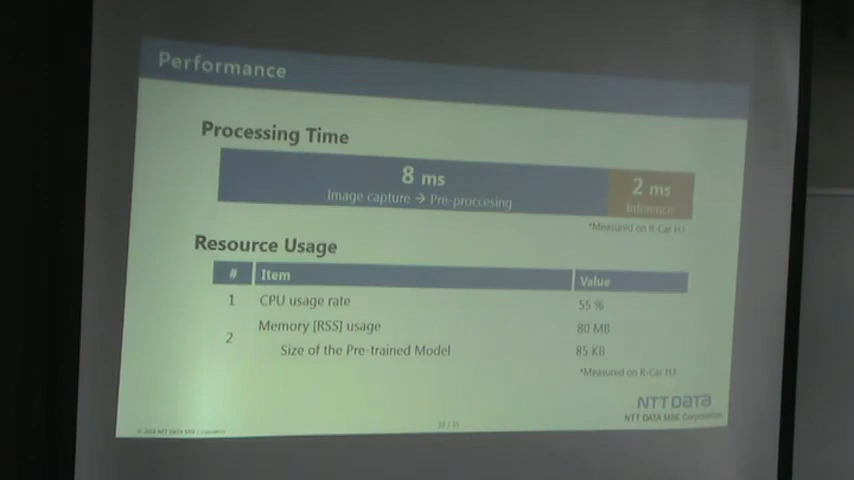 Performance
Processing Time
8 ms
Image capture → Pre-proccesing
2 ms
Inference
*Measured on R-Car H3
Resource Usage
# Item Value
1 CPU usage rate 55 %
2 Memory [RSS] usage 80 MB
Size of the Pre-trained Model 85 KB
*Measured on R-Car H3
NTT DATA
NTT DATA MSE Corporation